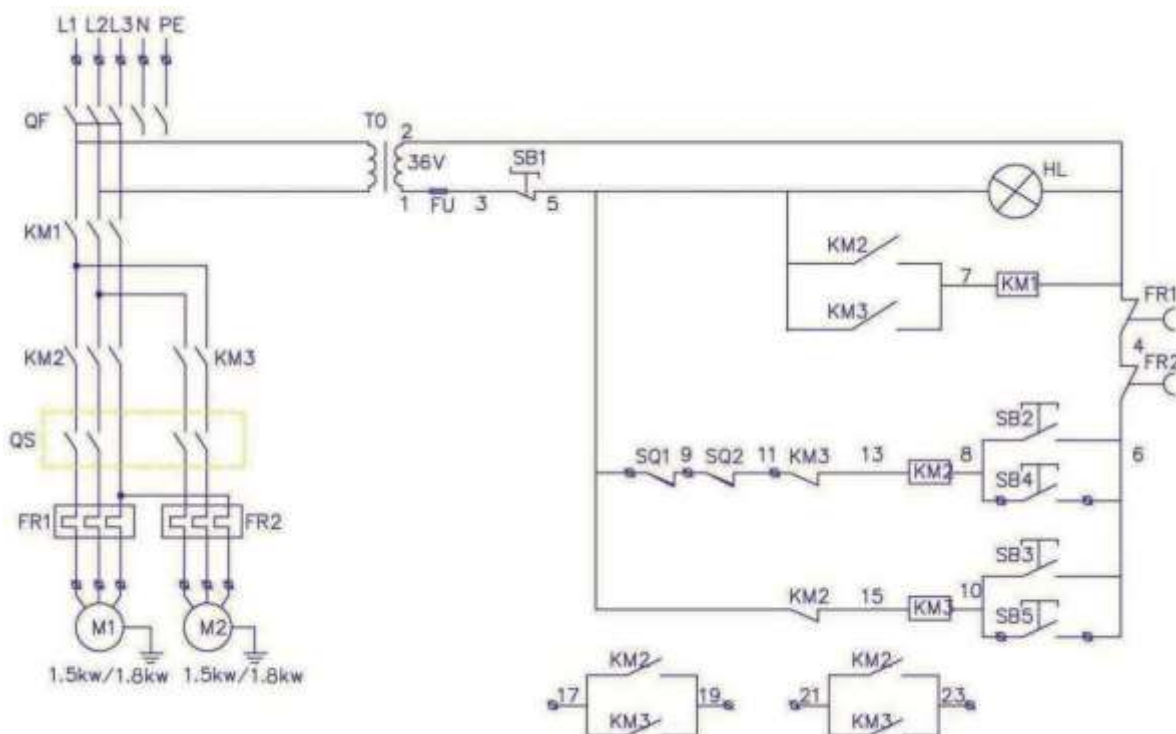 L1 L2 L3 N PE
QF
TO
2
36V
SB1
1
FU
3
5
HL
KM1
KM2
7
KM1
FR1
KM3
4
KM2
KM3
FR2
SB2
QS
SQ1
9
SQ2
11
KM3
13
KM2
8
6
SB4
FR1
FR2
SB3
KM2
15
KM3
10
SB5
M1
M2
1.5kw/1.8kw
1.5kw/1.8kw
KM2
KM2
17
19
21
23
KM3
KM3